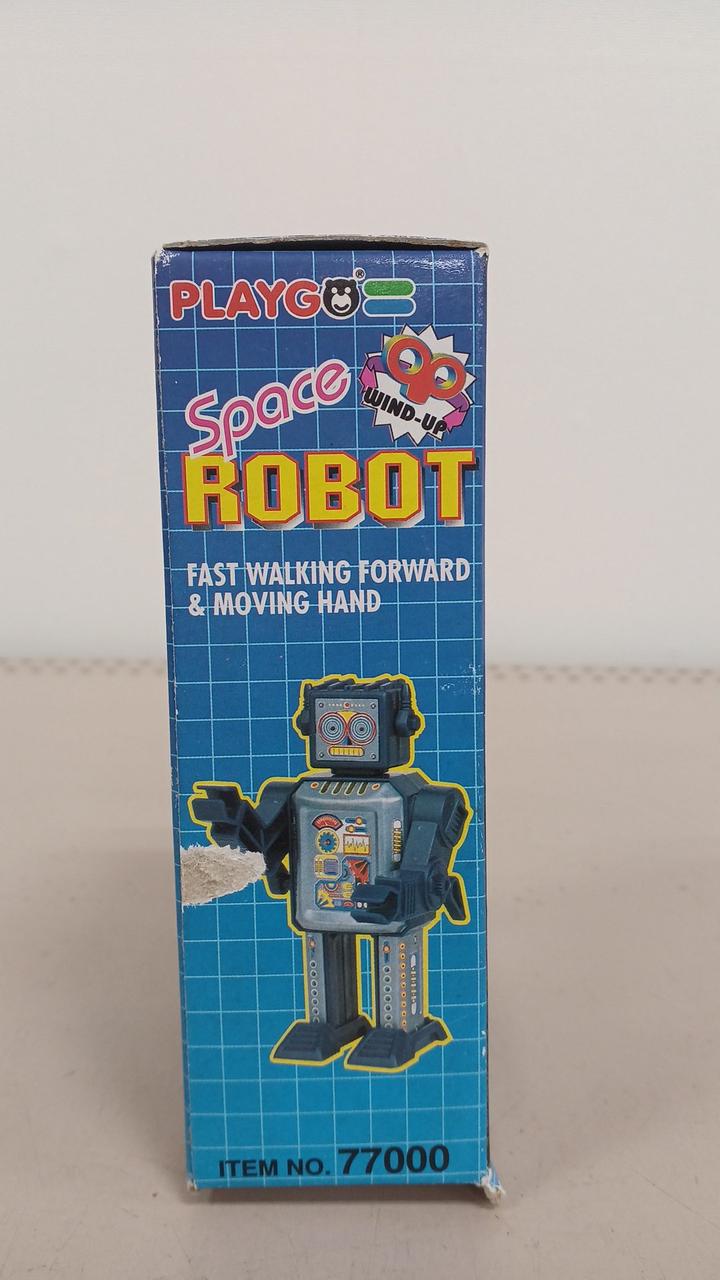 PLAYGO®
Space
WIND-UP
ROBOT
FAST WALKING FORWARD
& MOVING HAND
ITEM NO. 77000